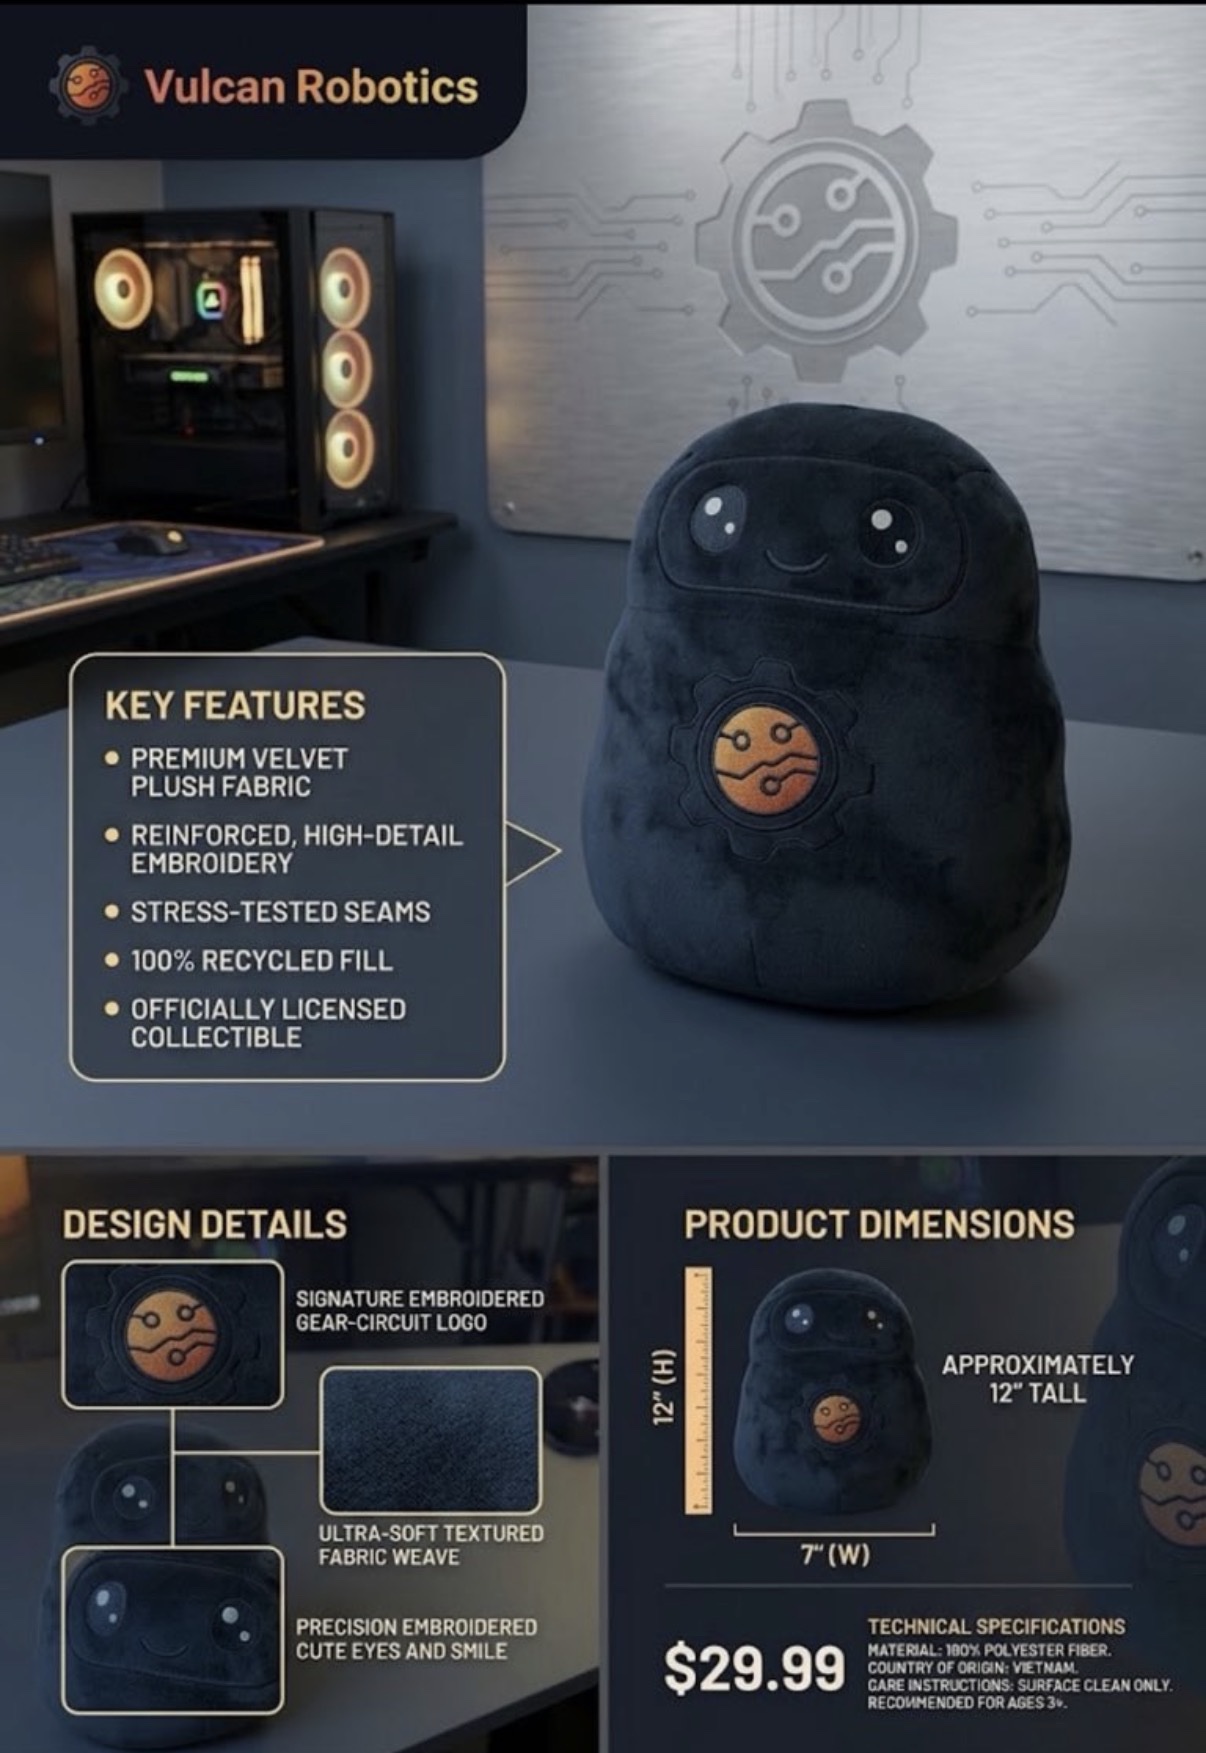 Vulcan Robotics
KEY FEATURES
PREMIUM VELVET
PLUSH FABRIC
REINFORCED, HIGH-DETAIL
EMBROIDERY
STRESS-TESTED SEAMS
100% RECYCLED FILL
OFFICIALLY LICENSED
COLLECTIBLE
DESIGN DETAILS
SIGNATURE EMBROIDERED
GEAR-CIRCUIT LOGO
ULTRA-SOFT TEXTURED
FABRIC WEAVE
PRECISION EMBROIDERED
CUTE EYES AND SMILE
PRODUCT DIMENSIONS
12" (H)
APPROXIMATELY
12" TALL
7" (W)
$29.99
TECHNICAL SPECIFICATIONS
MATERIAL: 100% POLYESTER FIBER.
COUNTRY OF ORIGIN: VIETNAM.
CARE INSTRUCTIONS: SURFACE CLEAN ONLY.
RECOMMENDED FOR AGES 3+.